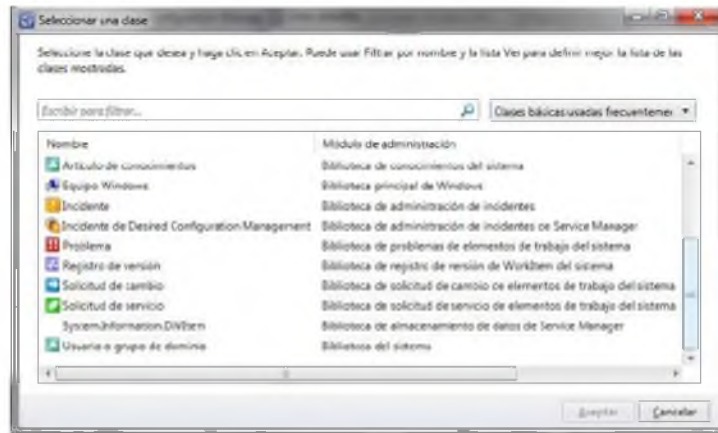 Seleccionar una clase
Seleccione la clase que desea y haga clic en Aceptar. Puede usar Filtrar por nombre y la lista Ver para definir mejor la lista de las
clases mostradas.
Escribir para filtrar...
Clases básicas usadas frecuentemer
Nombre Módulo de administración
Artículo de conocimientos Biblioteca de conocimientos del sistema
Equipo Windows Biblioteca principal de Windows
Incidente Biblioteca de administración de incidentes
Incidente de Desired Configuration Management Biblioteca de administración de incidentes de Service Manager
Problema Biblioteca de problemas de elementos de trabajo del sistema
Registro de versión Biblioteca de registro de versión de WorkItem del sistema
Solicitud de cambio Biblioteca de solicitud de cambio de elementos de trabajo del sistema
Solicitud de servicio Biblioteca de solicitud de servicio de elementos de trabajo del sistema
System.Information.DWItem Biblioteca de almacenamiento de datos de Service Manager
Usuario o grupo de dominio Biblioteca del sistema
Aceptar Cancelar